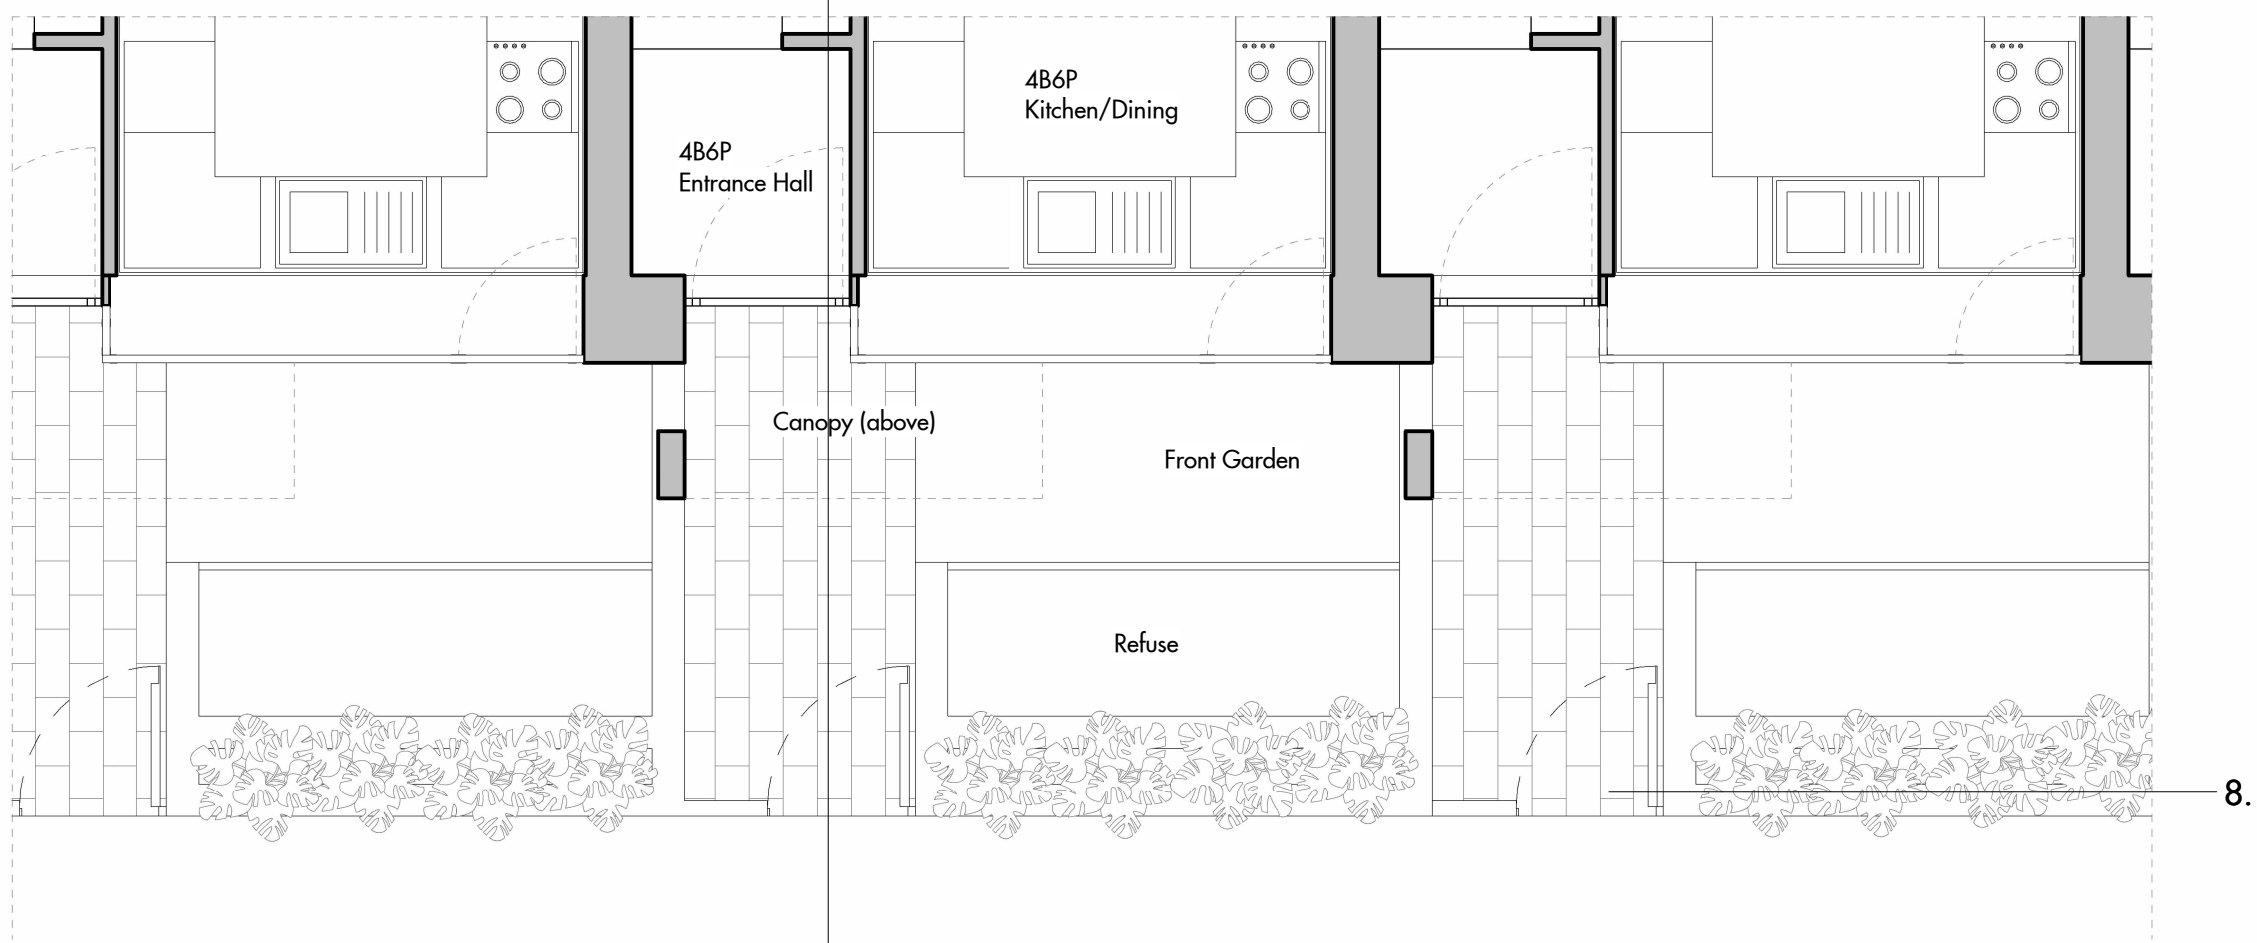 4B6P
Kitchen/Dining
4B6P
Entrance Hall
Canopy (above)
Front Garden
Refuse
8.